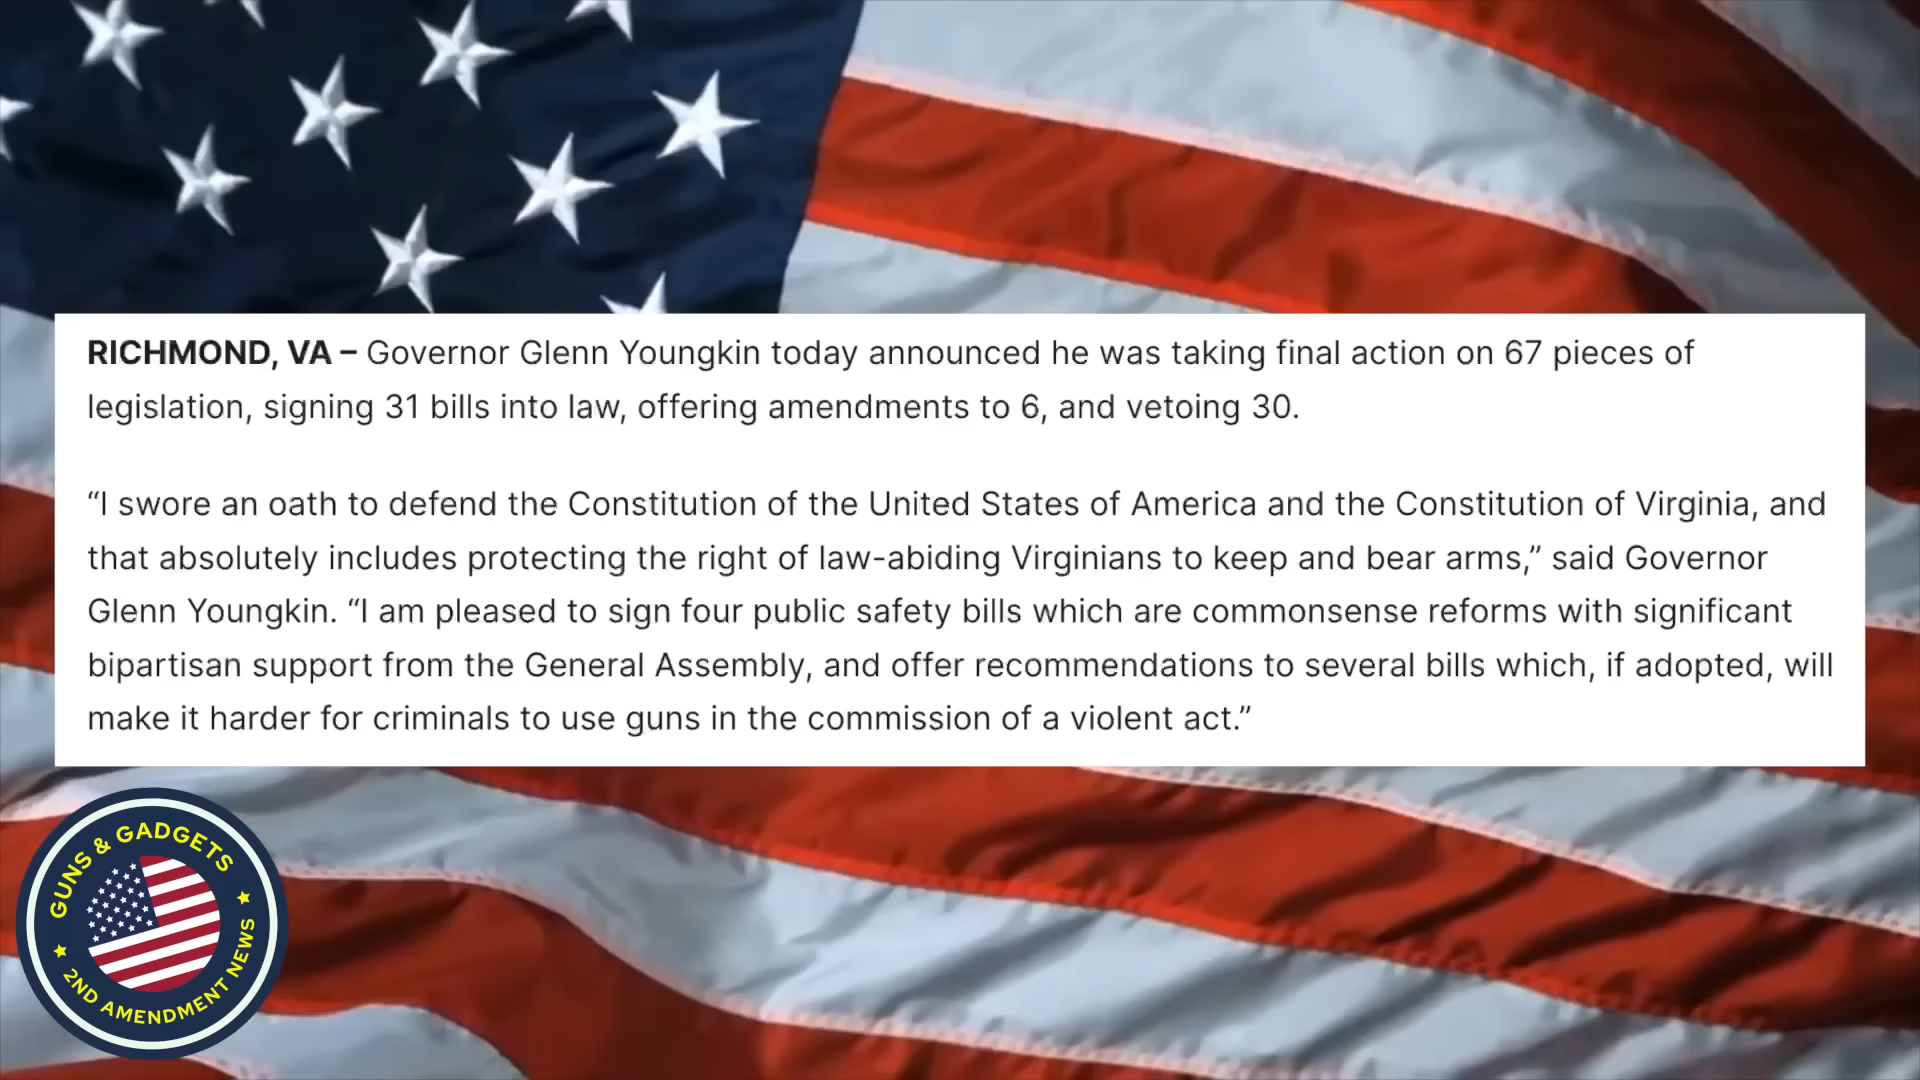 RICHMOND, VA – Governor Glenn Youngkin today announced he was taking final action on 67 pieces of
legislation, signing 31 bills into law, offering amendments to 6, and vetoing 30.
“I swore an oath to defend the Constitution of the United States of America and the Constitution of Virginia, and
that absolutely includes protecting the right of law-abiding Virginians to keep and bear arms,” said Governor
Glenn Youngkin. “I am pleased to sign four public safety bills which are commonsense reforms with significant
bipartisan support from the General Assembly, and offer recommendations to several bills which, if adopted, will
make it harder for criminals to use guns in the commission of a violent act.”
GUNS & GADGETS
2ND AMENDMENT NEWS